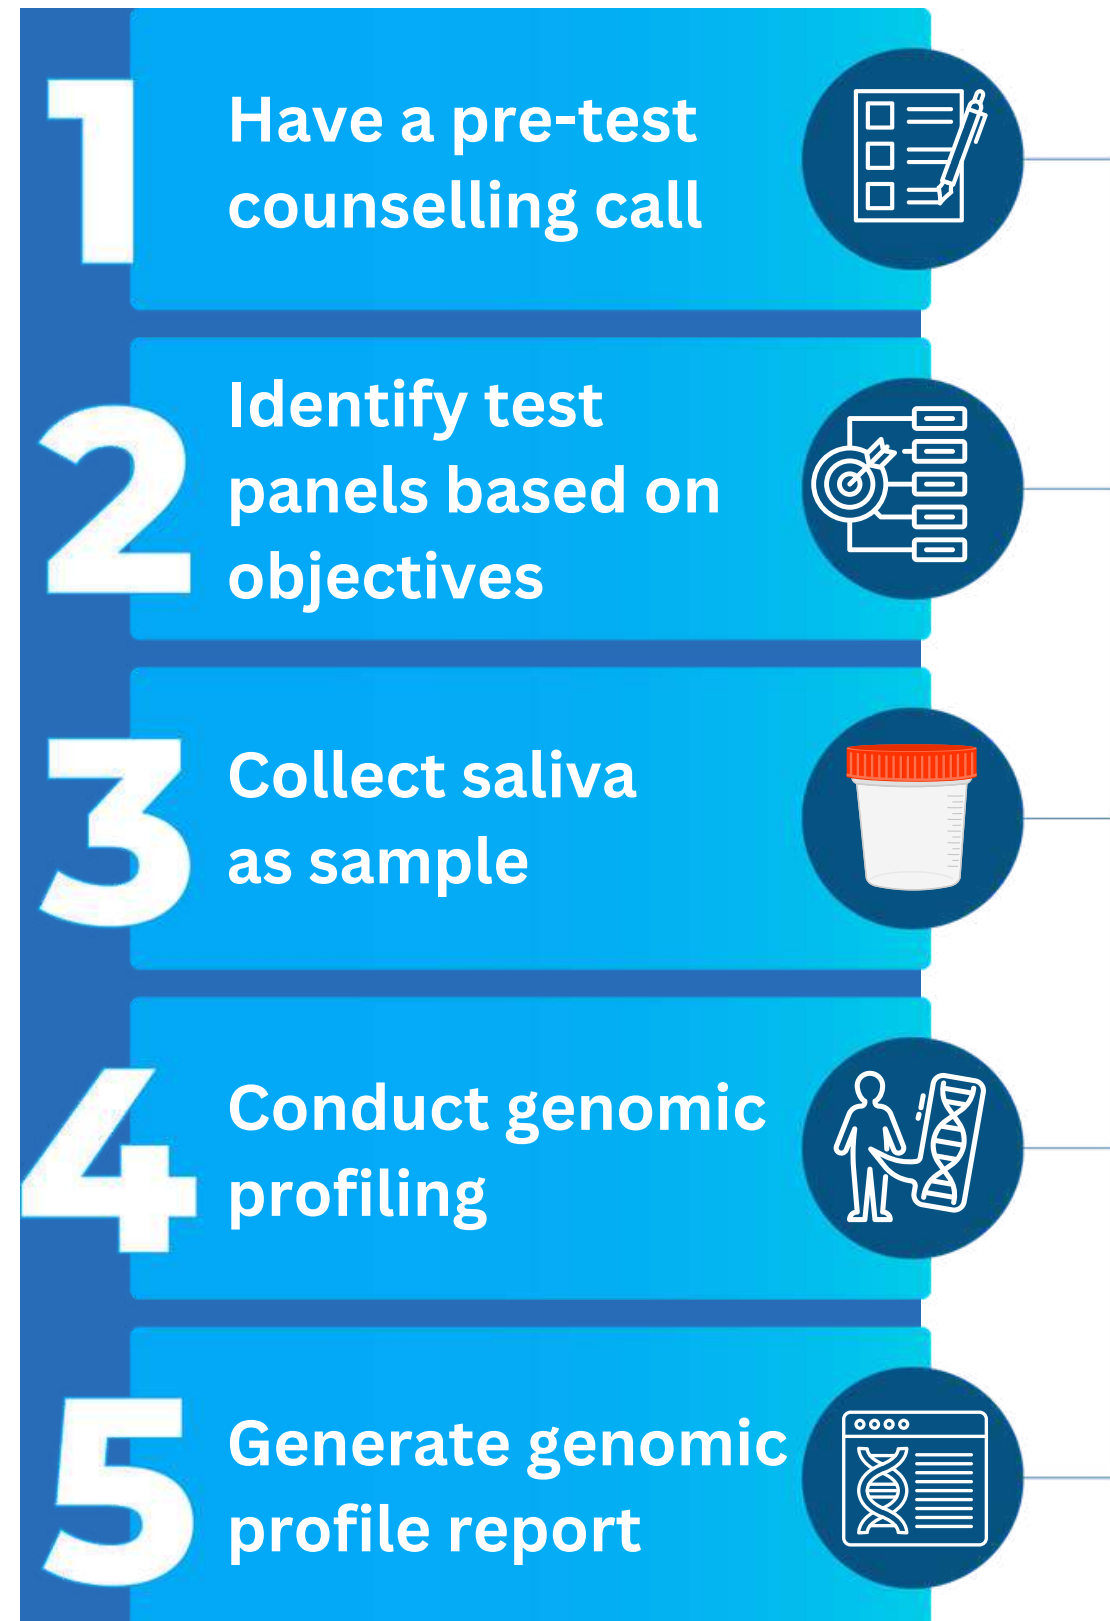 1
Have a pre-test
counselling call
2
Identify test
panels based on
objectives
3
Collect saliva
as sample
4
Conduct genomic
profiling
5
Generate genomic
profile report